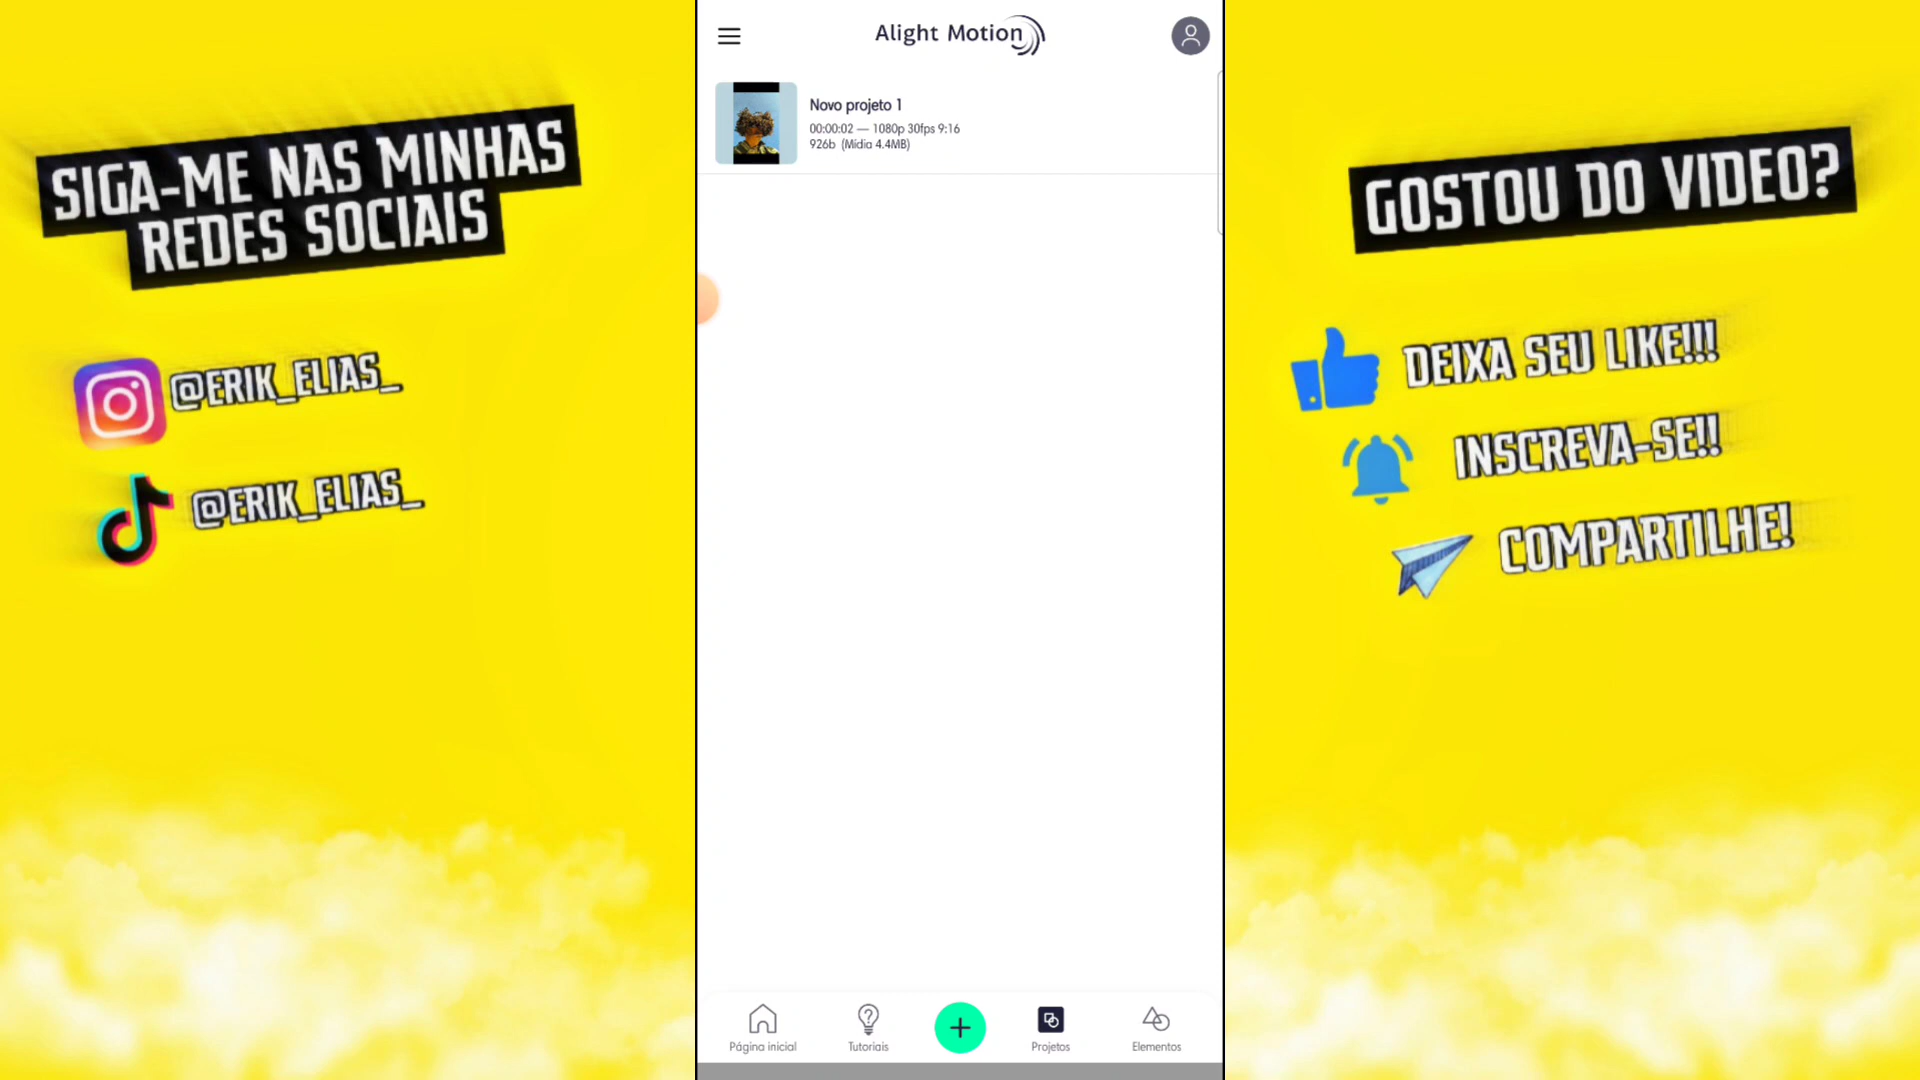 SIGA-ME NAS MINHAS
REDES SOCIAIS
@ERIK_ELIAS_
@ERIK_ELIAS_
Alight Motion
Novo projeto 1
00:00:02 — 1080p 30fps 9:16
926b (Mídia 4.4MB)
Página inicial
Tutoriais
Projetos
Elementos
GOSTOU DO VIDEO?
DEIXA SEU LIKE!!!
INSCREVA-SE!!
COMPARTILHE!